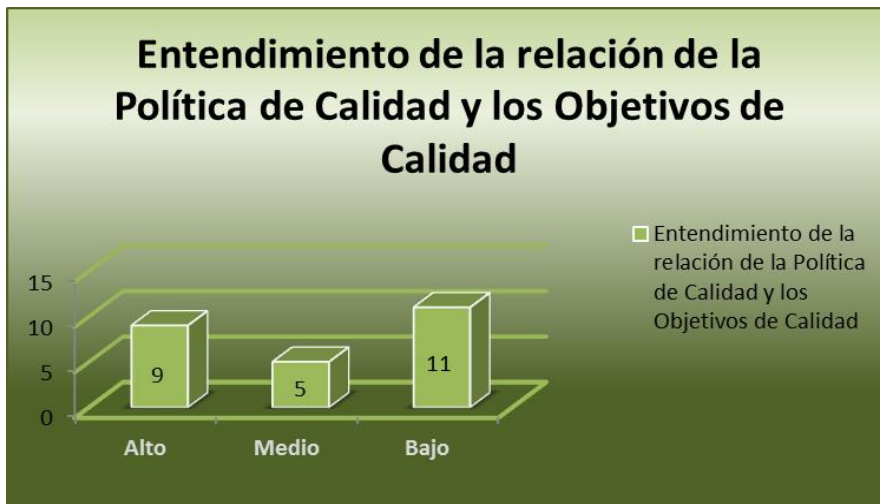 Entendimiento de la relación de la
Política de Calidad y los Objetivos de
Calidad
Entendimiento de la
relación de la Política
de Calidad y los
Objetivos de Calidad
15
10
5
0
9
5
11
Alto
Medio
Bajo